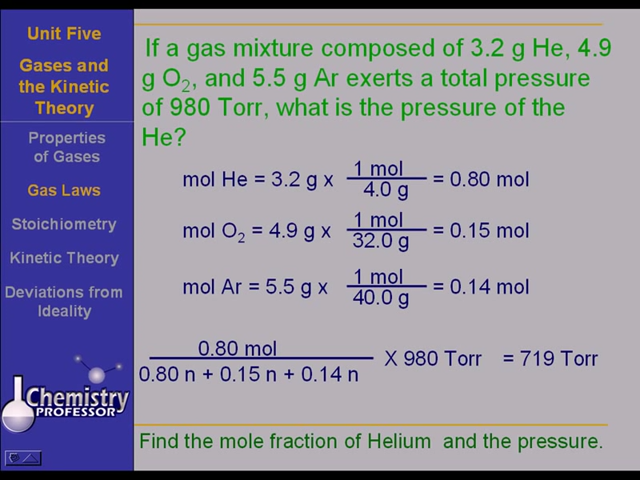 Unit Five
Gases and
the Kinetic
Theory
Properties
of Gases
Gas Laws
Stoichiometry
Kinetic Theory
Deviations from
Ideality
Chemistry
PROFESSOR
If a gas mixture composed of 3.2 g He, 4.9
g O₂, and 5.5 g Ar exerts a total pressure
of 980 Torr, what is the pressure of the
He?
mol He = 3.2 g x 1 mol / 4.0 g = 0.80 mol
mol O₂ = 4.9 g x 1 mol / 32.0 g = 0.15 mol
mol Ar = 5.5 g x 1 mol / 40.0 g = 0.14 mol
0.80 mol
0.80 n + 0.15 n + 0.14 n X 980 Torr = 719 Torr
Find the mole fraction of Helium and the pressure.